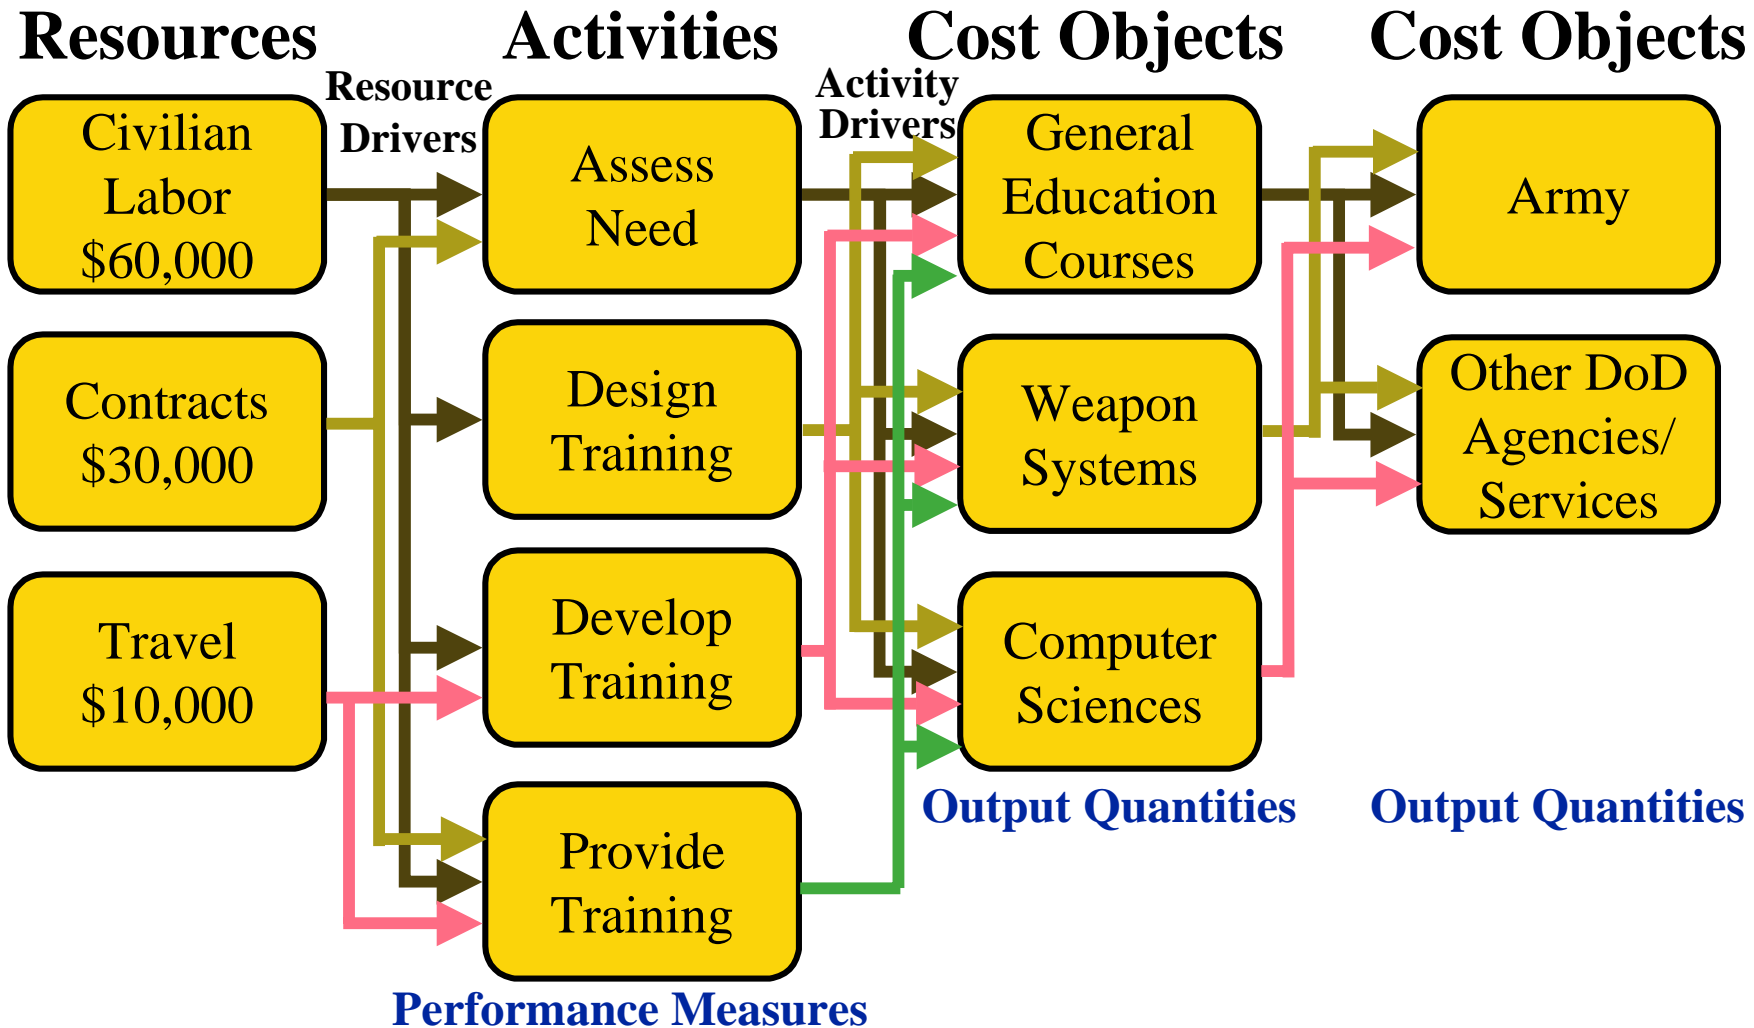 Resources
Activities
Cost Objects
Cost Objects
Resource
Drivers
Activity
Drivers
Civilian
Labor
$60,000
Contracts
$30,000
Travel
$10,000
Assess
Need
Design
Training
Develop
Training
Provide
Training
General
Education
Courses
Weapon
Systems
Computer
Sciences
Army
Other DoD
Agencies/
Services
Output Quantities
Output Quantities
Performance Measures